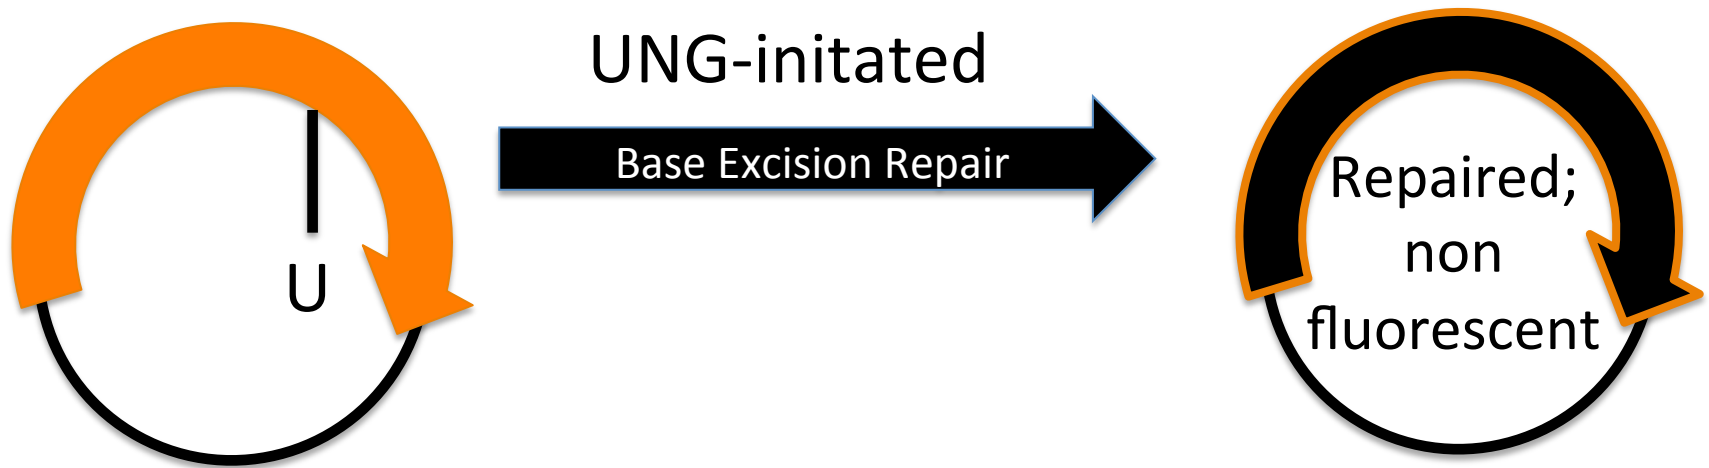 UNG-initated
Base Excision Repair
U
Repaired;
non
fluorescent